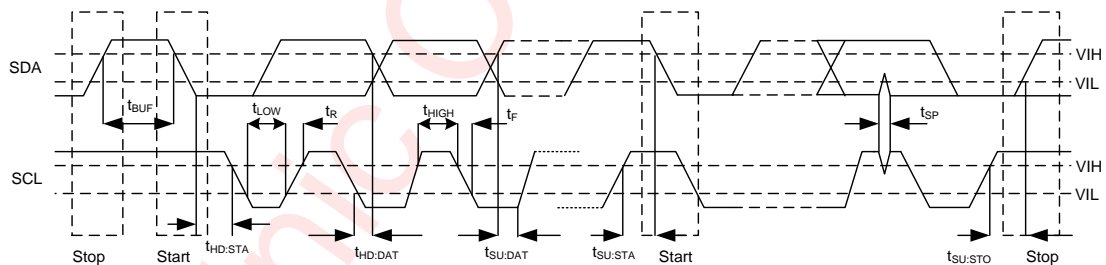 SDA
VIH
VIL
tBUF
tLOW
tR
tHIGH
tF
tSP
SCL
VIH
VIL
tHD:STA
tHD:DAT
tSU:DAT
tSU:STA
tSU:STO
Stop
Start
Start
Stop
nic